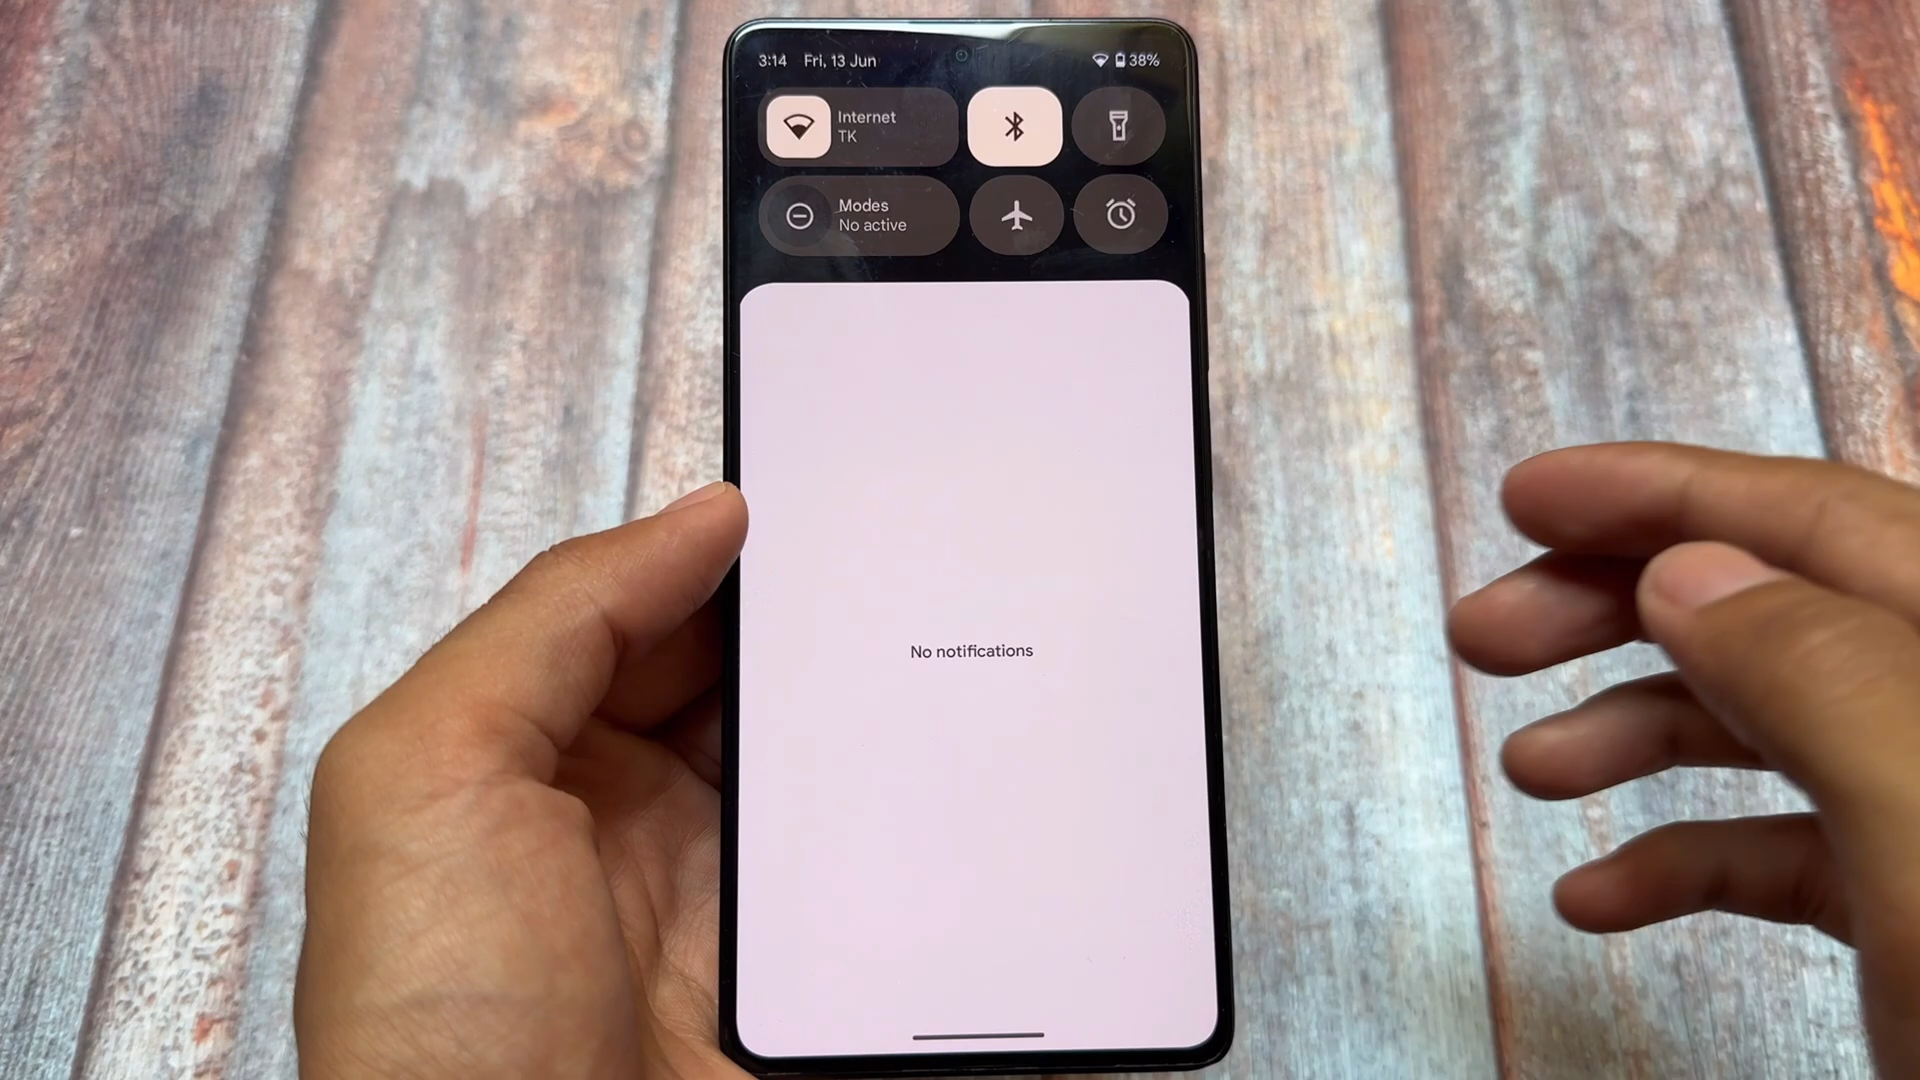 3:14 Fri, 13 Jun 38%
Internet
TK
Modes
No active
No notifications